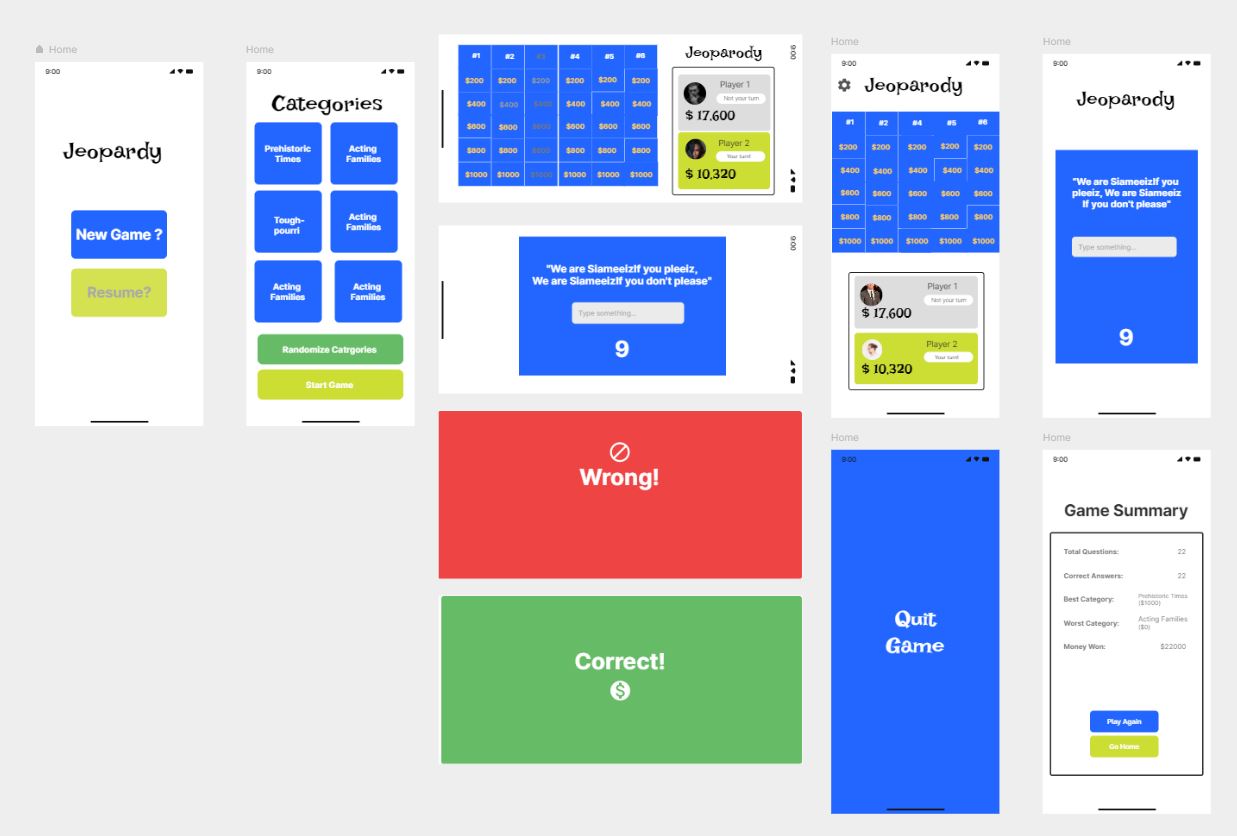 Home
9:00
Jeopardy
New Game ?
Resume?
Home
9:00
Categories
Prehistoric
Times
Acting
Families
Tough-
pourri
Acting
Families
Acting
Families
Acting
Families
Randomize Catrgories
Start Game
#1 #2 #3 #4 #5 #6
$200 $200 $200 $200 $200 $200
$400 $400 $400 $400 $400 $400
$600 $600 $600 $600 $600 $600
$800 $800 $800 $800 $800 $800
$1000 $1000 $1000 $1000 $1000 $1000
Jeoparody
Player 1
Not your turn
$ 17,600
Player 2
Your turn!
$ 10,320
9:00
"We are SiameeizIf you pleeiz,
We are SiameeizIf you don't please"
Type something...
9
9:00
Wrong!
Correct!
Home
9:00
Jeoparody
#1 #2 #4 #5 #6
$200 $200 $200 $200 $200
$400 $400 $400 $400 $400
$600 $600 $600 $600 $600
$800 $800 $800 $800 $800
$1000 $1000 $1000 $1000 $1000
Player 1
Not your turn
$ 17,600
Player 2
Your turn!
$ 10,320
Home
9:00
Jeoparody
"We are SiameeizIf you
pleeiz, We are Siameeiz
If you don't please"
Type something...
9
Home
9:00
Quit
Game
Home
9:00
Game Summary
Total Questions: 22
Correct Answers: 22
Best Category: Prehistoric Times
($1000)
Worst Category: Acting Families
($0)
Money Won: $22000
Play Again
Go Home